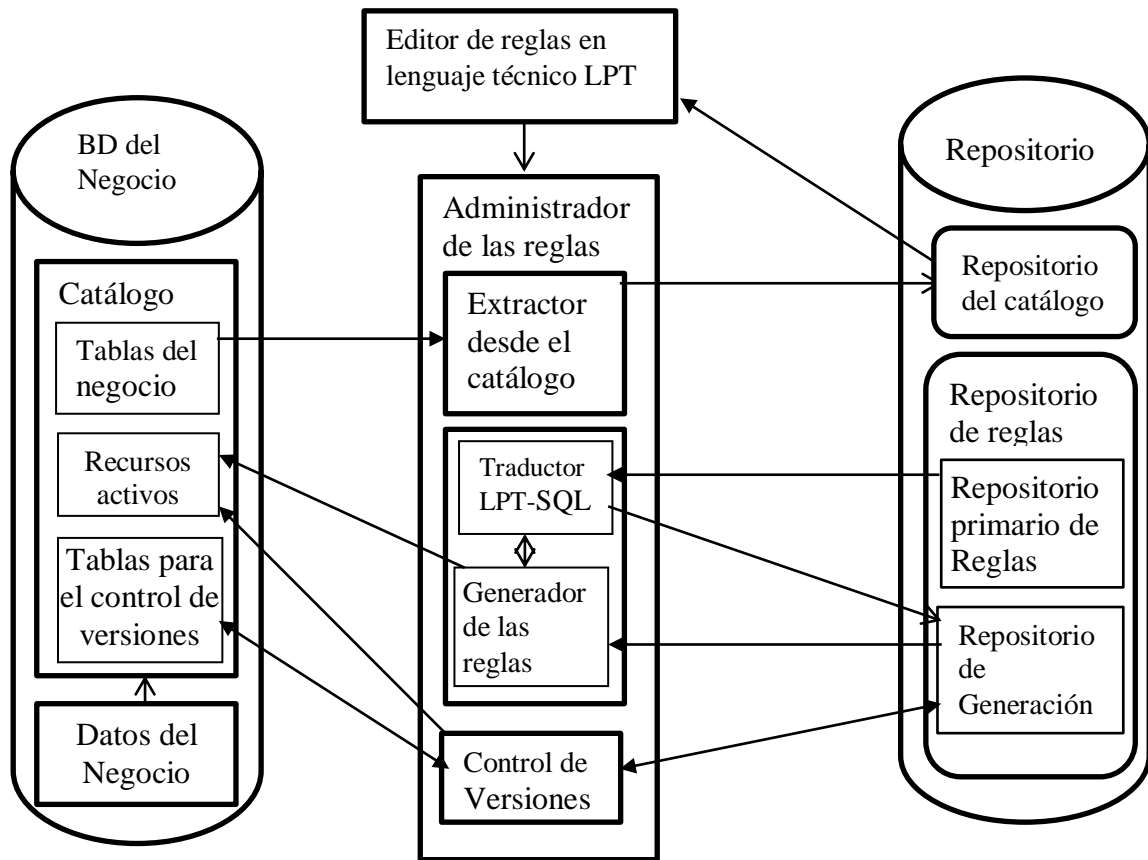 Editor de reglas en
lenguaje técnico LPT
BD del
Negocio
Catálogo
Tablas del
negocio
Recursos
activos
Tablas para
el control de
versiones
Datos del
Negocio
Administrador
de las reglas
Extractor
desde el
catálogo
Traductor
LPT-SQL
Generador
de las
reglas
Control de
Versiones
Repositorio
Repositorio
del catálogo
Repositorio
de reglas
Repositorio
primario de
Reglas
Repositorio
de
Generación